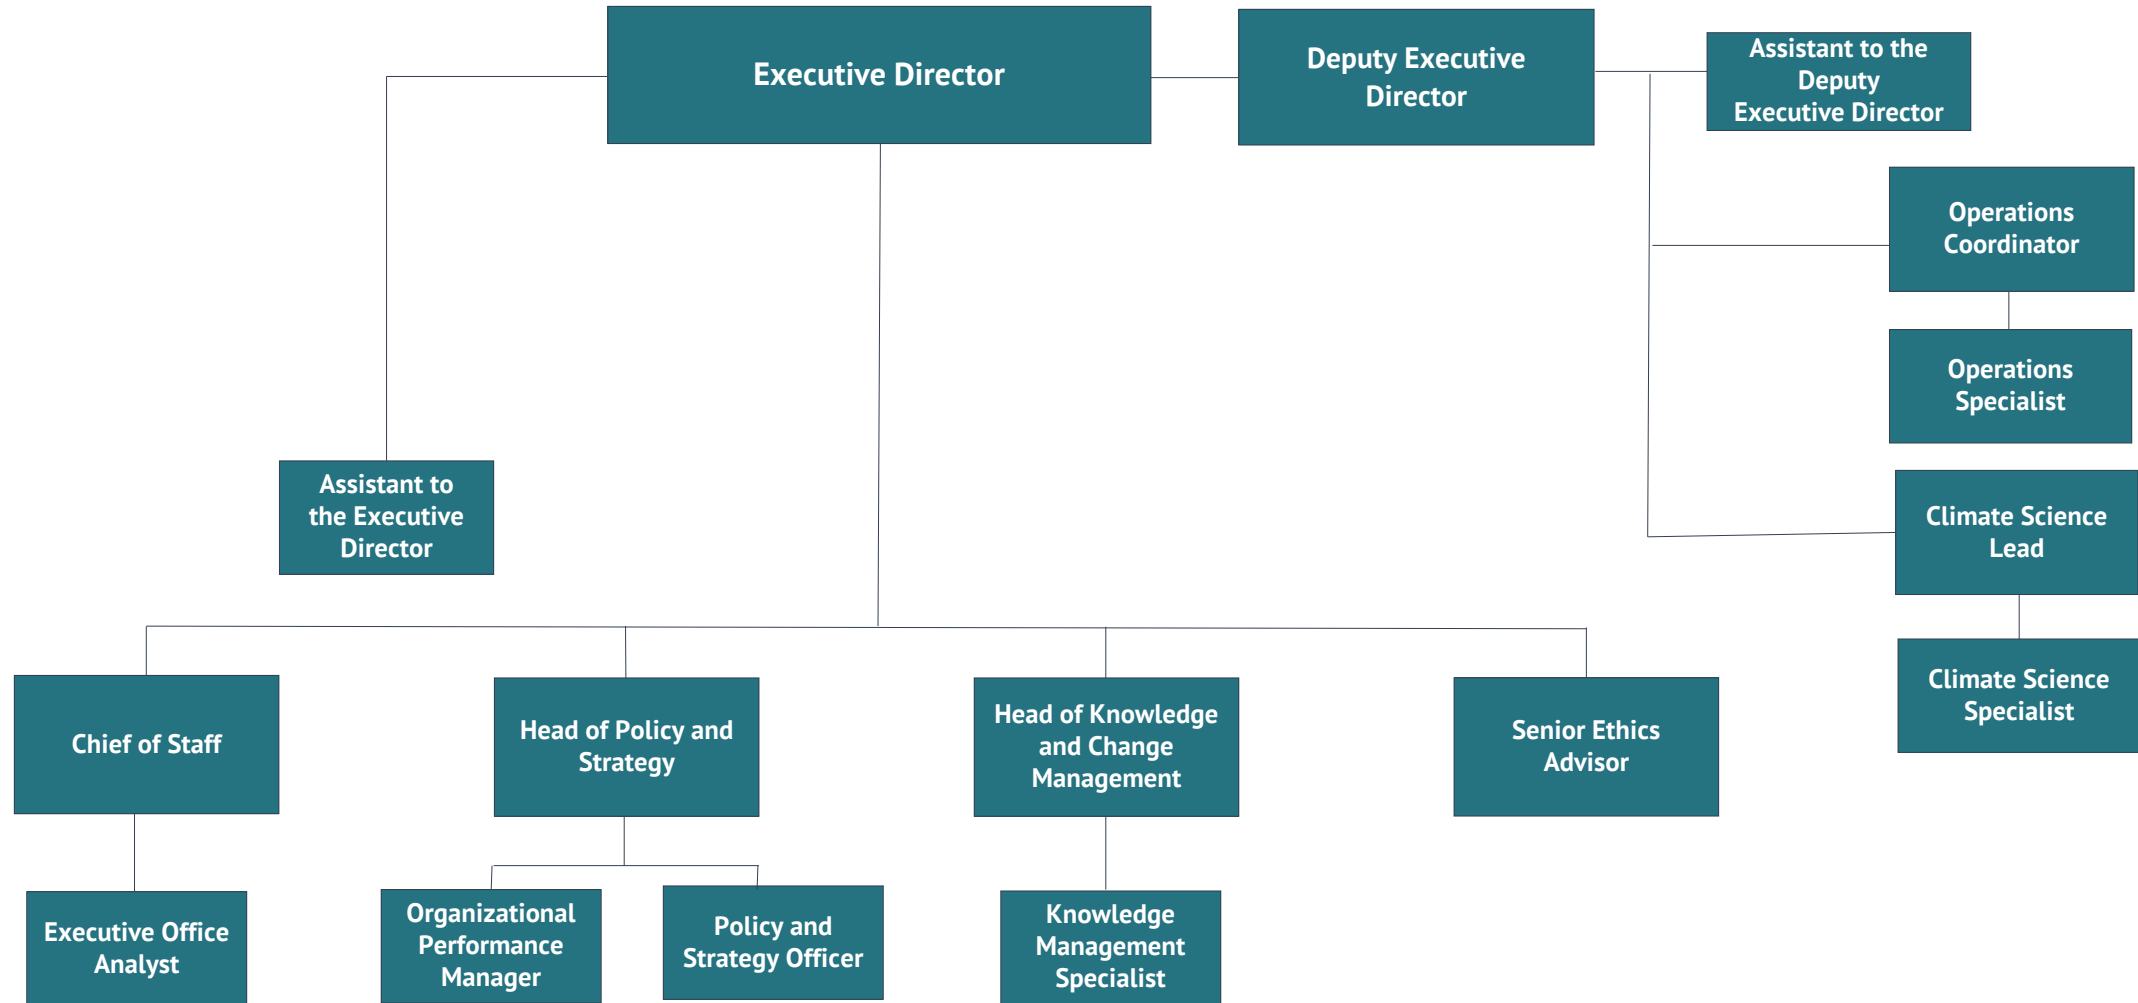 Executive Director
Deputy Executive
Director
Assistant to the
Deputy
Executive Director
Operations
Coordinator
Operations
Specialist
Assistant to
the Executive
Director
Climate Science
Lead
Climate Science
Specialist
Chief of Staff
Head of Policy and
Strategy
Head of Knowledge
and Change
Management
Senior Ethics
Advisor
Executive Office
Analyst
Organizational
Performance
Manager
Policy and
Strategy Officer
Knowledge
Management
Specialist